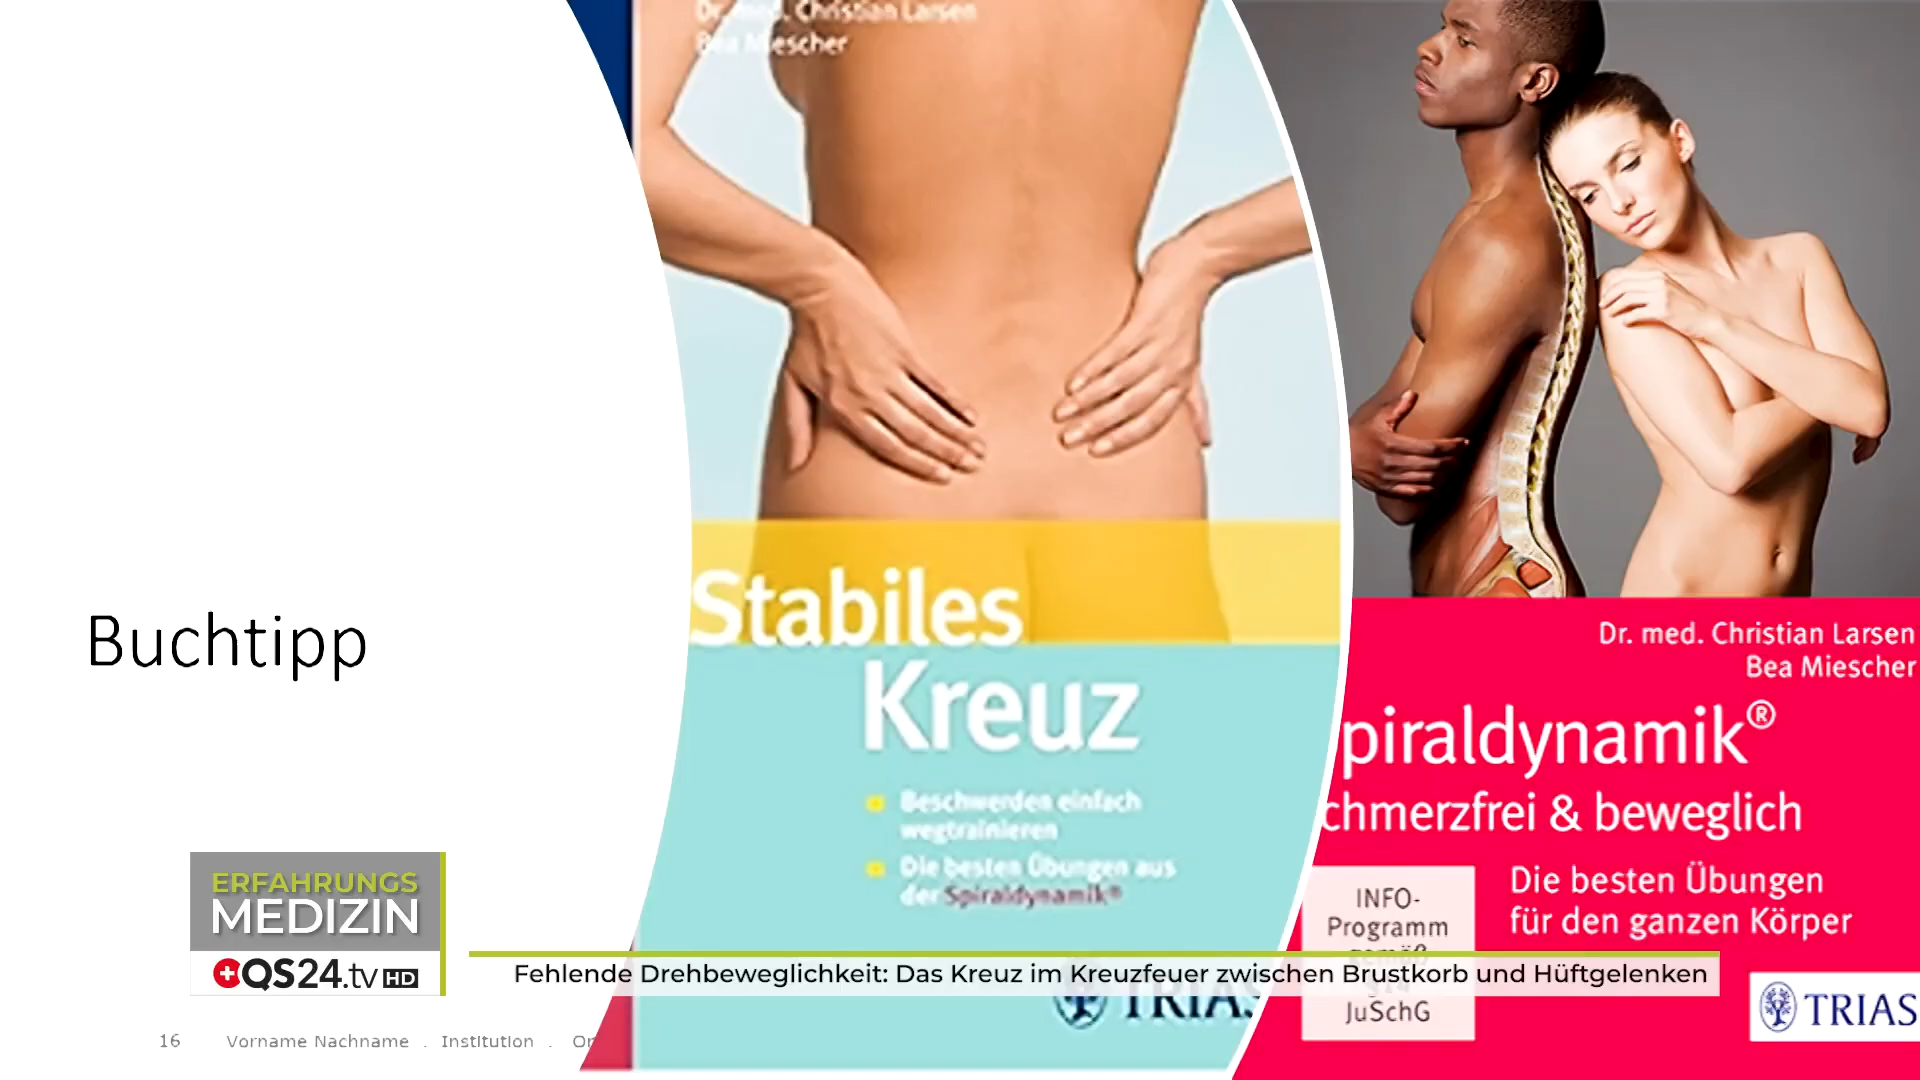 Buchtipp
Dr. med. Christian Larsen
Bea Miescher
Stabiles
Kreuz
Beschwerden einfach
wegtrainieren
Die besten Übungen aus
der Spiraldynamik®
TRIAS
Dr. med. Christian Larsen
Bea Miescher
piraldynamik®
chmerzfrei & beweglich
Die besten Übungen
für den ganzen Körper
INFO-
Programm
gemäß
JuSchG
TRIAS
ERFAHRUNGS
MEDIZIN
QS24.tv HD
Fehlende Drehbeweglichkeit: Das Kreuz im Kreuzfeuer zwischen Brustkorb und Hüftgelenken
16 Vorname Nachname . Institution . Or